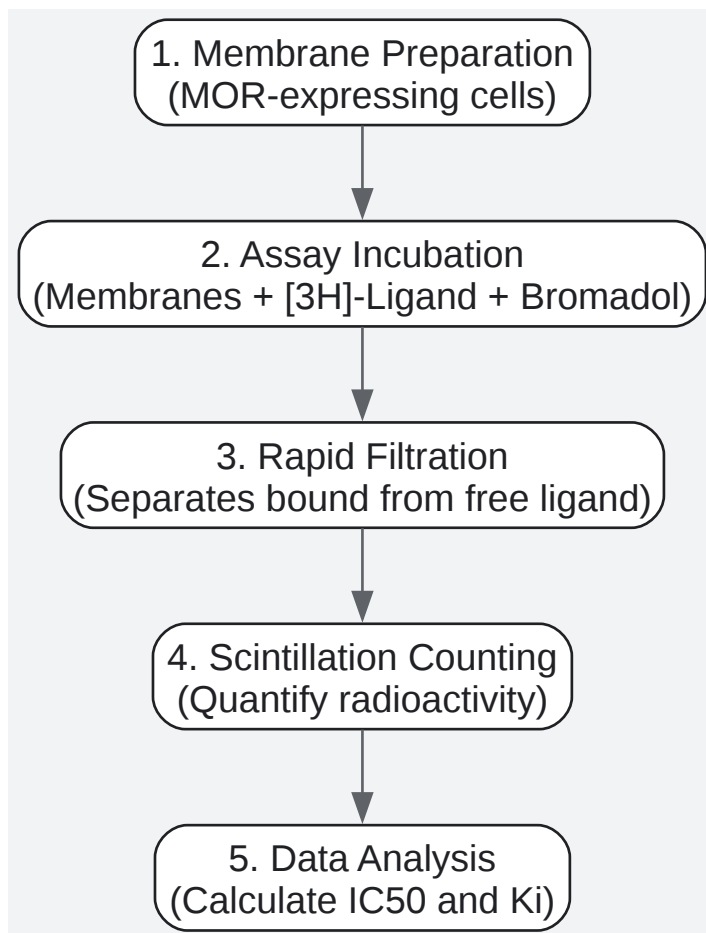 1. Membrane Preparation
(MOR-expressing cells)
2. Assay Incubation
(Membranes + [3H]-Ligand + Bromadol)
3. Rapid Filtration
(Separates bound from free ligand)
4. Scintillation Counting
(Quantify radioactivity)
5. Data Analysis
(Calculate IC50 and Ki)